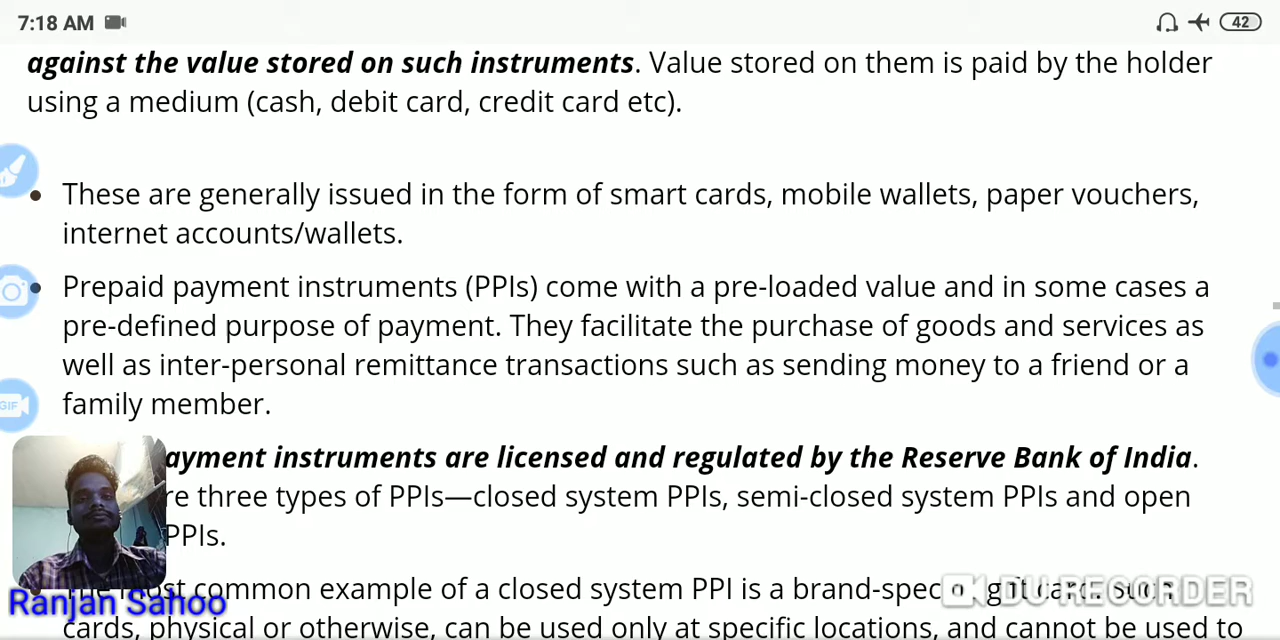 7:18 AM
42
against the value stored on such instruments. Value stored on them is paid by the holder
using a medium (cash, debit card, credit card etc).
These are generally issued in the form of smart cards, mobile wallets, paper vouchers,
internet accounts/wallets.
Prepaid payment instruments (PPIs) come with a pre-loaded value and in some cases a
pre-defined purpose of payment. They facilitate the purchase of goods and services as
well as inter-personal remittance transactions such as sending money to a friend or a
GIF
family member.
ayment instruments are licensed and regulated by the Reserve Bank of India.
re three types of PPIs—closed system PPIs, semi-closed system PPIs and open
PPIs.
The most common example of a closed system PPI is a brand-specific gift card. Such
DU RECORDER
Ranjan Sahoo
cards, physical or otherwise, can be used only at specific locations, and cannot be used to